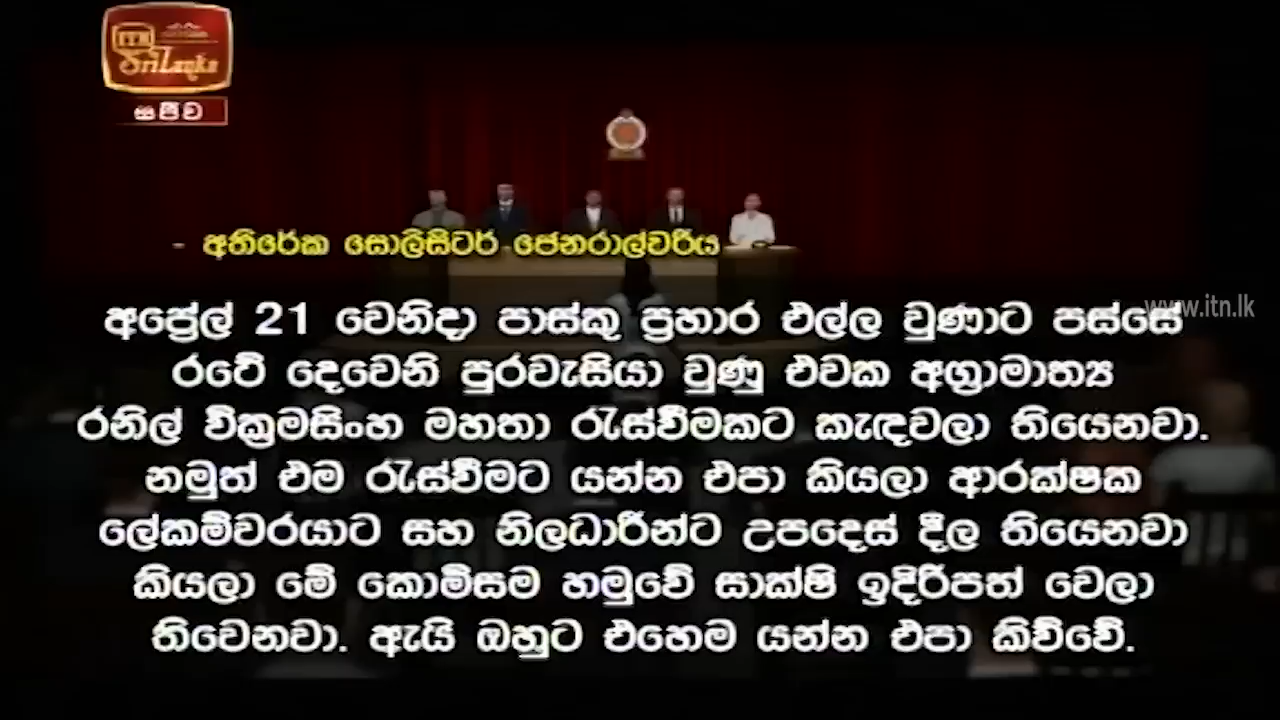 ITN
SriLanka
සජීව
- අතිරේක සොලිසිටර් ජෙනරාල්වරිය -
www.itn.lk
අප්‍රේල් 21 වෙනිදා පාස්කු ප්‍රහාර එල්ල වුණාට පස්සේ
රටේ දෙවෙනි පුරවැසියා වුණු එවක අග්‍රාමාත්‍ය
රනිල් වික්‍රමසිංහ මහතා රැස්වීමකට කැඳවලා තියෙනවා.
නමුත් එම රැස්වීමට යන්න එපා කියලා ආරක්ෂක
ලේකම්වරයාට සහ නිලධාරීන්ට උපදෙස් දීල තියෙනවා
කියලා මේ කොමිසම හමුවේ සාක්ෂි ඉදිරිපත් වෙලා
තිවෙනවා. ඇයි ඔහුට එහෙම යන්න එපා කිව්වේ.